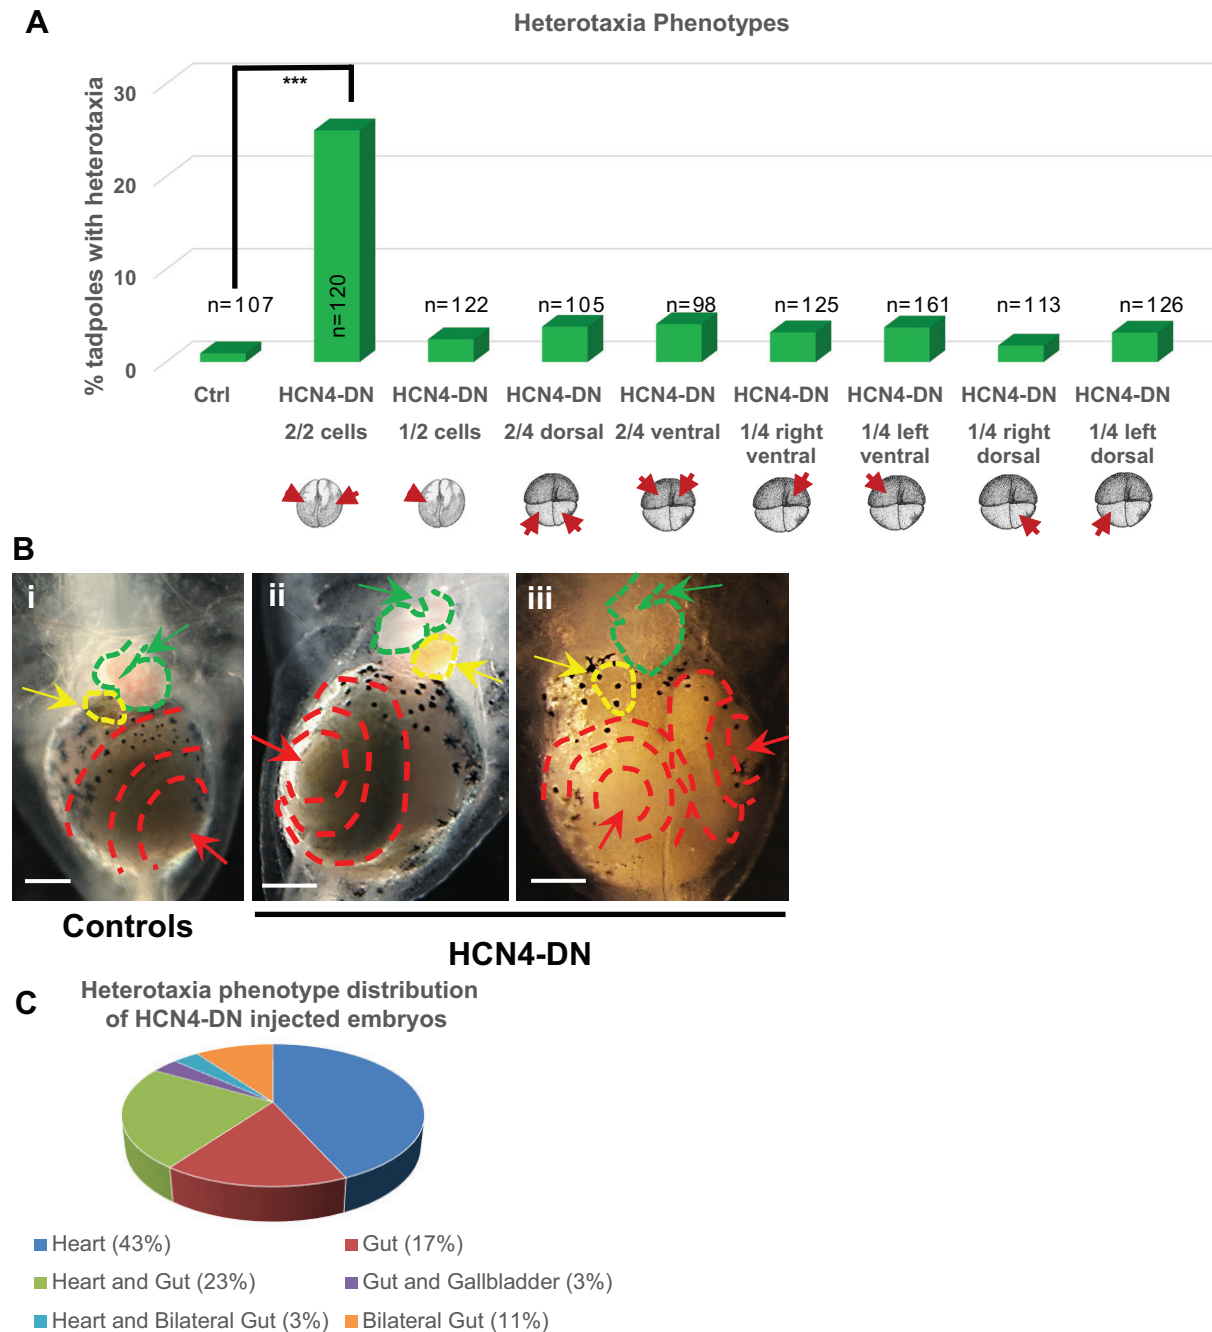 A
Heterotaxia Phenotypes
% tadpoles with heterotaxia
30
20
10
0
***
n=107
n=120
n=122
n=105
n=98
n=125
n=161
n=113
n=126
Ctrl
HCN4-DN
2/2 cells
HCN4-DN
1/2 cells
HCN4-DN
2/4 dorsal
HCN4-DN
2/4 ventral
HCN4-DN
1/4 right
ventral
HCN4-DN
1/4 left
ventral
HCN4-DN
1/4 right
dorsal
HCN4-DN
1/4 left
dorsal
B
i
ii
iii
Controls
HCN4-DN
C
Heterotaxia phenotype distribution
of HCN4-DN injected embryos
Heart (43%)
Gut (17%)
Heart and Gut (23%)
Gut and Gallbladder (3%)
Heart and Bilateral Gut (3%)
Bilateral Gut (11%)